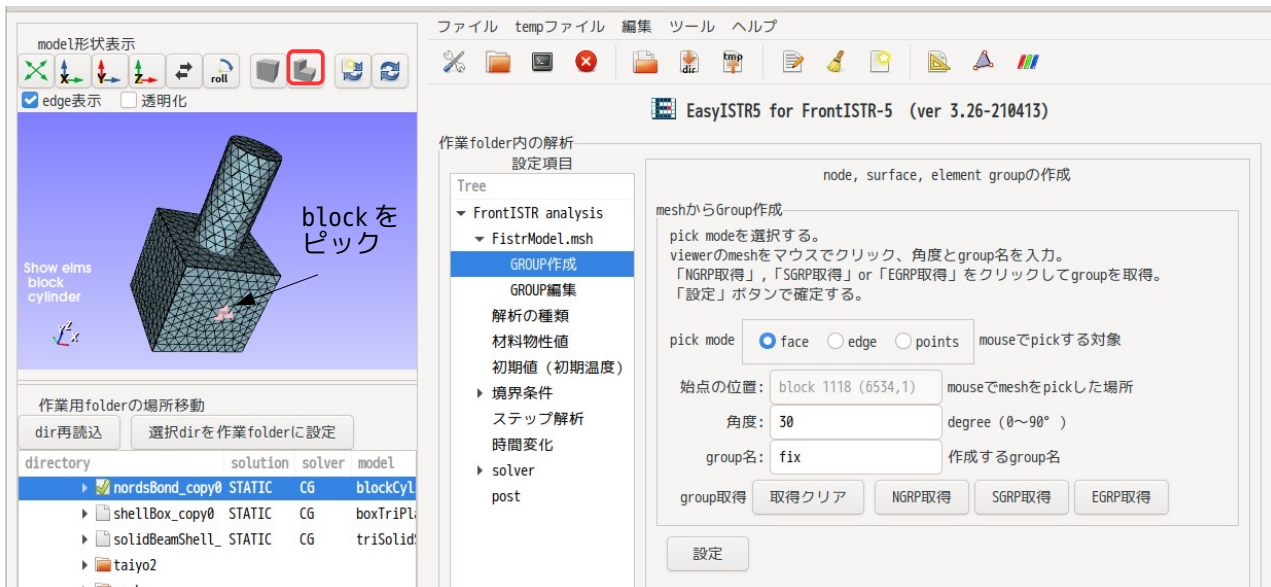 ファイル tempファイル 編集 ツール ヘルプ
model形状表示
X Y Z roll
dir tmp
edge表示 透明化
EasyISTR5 for FrontISTR-5 (ver 3.26-210413)
block を
ピック
Show elms
block
cylinder
Z
Y
X
作業用folderの場所移動
dir再読込 選択dirを作業folderに設定
directory solution solver model
nordsBond_copy0 STATIC CG blockCyl
shellBox_copy0 STATIC CG boxTriPl
solidBeamShell_ STATIC CG triSolid
taiyo2
作業folder内の解析
設定項目
Tree
FrontISTR analysis
FistrModel.msh
GROUP作成
GROUP編集
解析の種類
材料物性値
初期値 (初期温度)
境界条件
ステップ解析
時間変化
solver
post
node, surface, element groupの作成
meshからGroup作成
pick modeを選択する。
viewerのmeshをマウスでクリック、角度とgroup名を入力。
「NGRP取得」,「SGRP取得」or「EGRP取得」をクリックしてgroupを取得。
「設定」ボタンで確定する。
pick mode face edge points mouseでpickする対象
始点の位置: block 1118 (6534,1) mouseでmeshをpickした場所
角度: 30 degree (0～90° )
group名: fix 作成するgroup名
group取得 取得クリア NGRP取得 SGRP取得 EGRP取得
設定